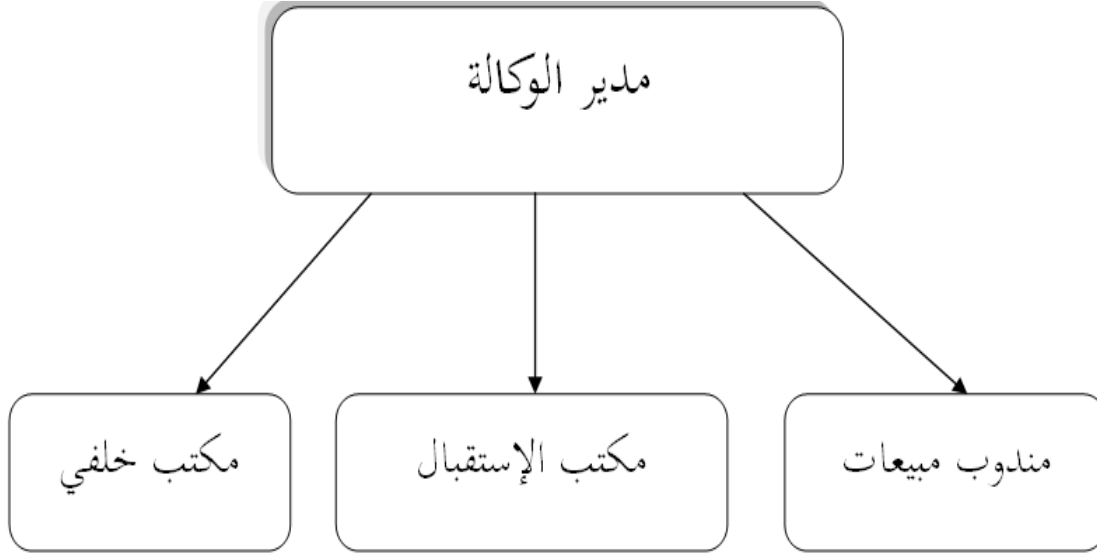 مدير الوكالة
مندوب مبيعات
مكتب الإستقبال
مكتب خلفي